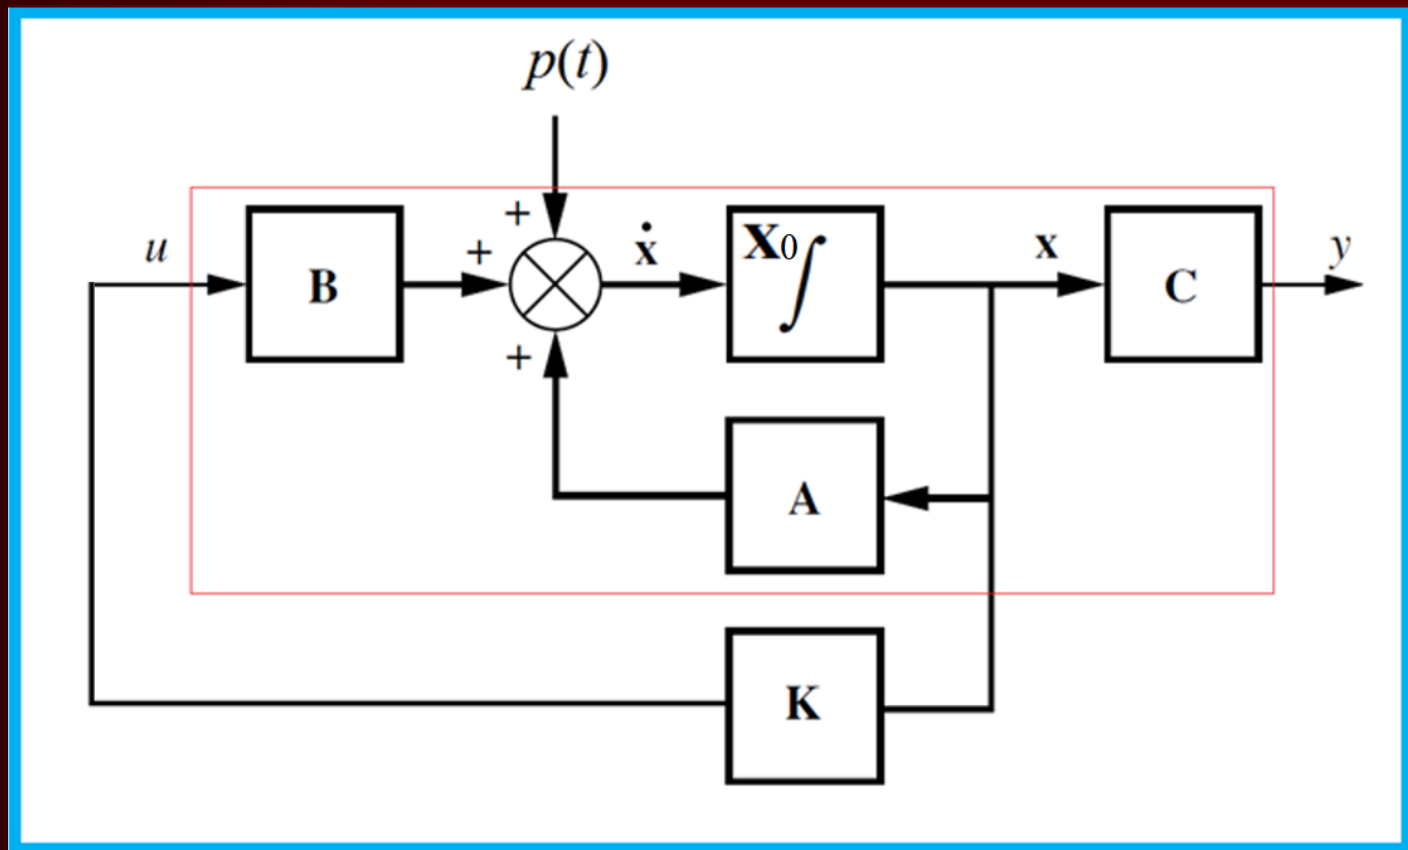 p(t)
+
u
B
+
ẋ
X₀
∫
x
C
y
+
A
K